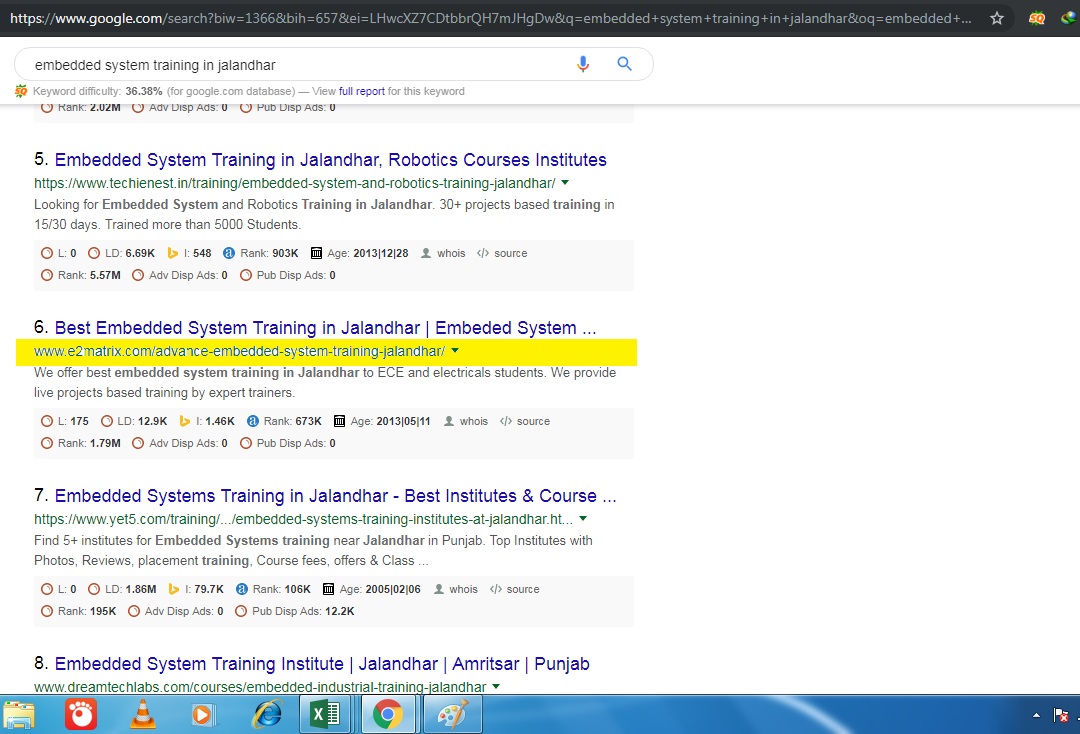 https://www.google.com/search?biw=1366&bih=657&ei=LHwcXZ7CDtbbrQH7mJHgDw&q=embedded+system+training+in+jalandhar&oq=embedded+...
embedded system training in jalandhar
Keyword difficulty: 36.38% (for google.com database) — View full report for this keyword
Rank: 2.02M Adv Disp Ads: 0 Pub Disp Ads: 0
5. Embedded System Training in Jalandhar, Robotics Courses Institutes
https://www.techienest.in/training/embedded-system-and-robotics-training-jalandhar/
Looking for Embedded System and Robotics Training in Jalandhar. 30+ projects based training in
15/30 days. Trained more than 5000 Students.
L: 0 LD: 6.69K I: 548 Rank: 903K Age: 2013|12|28 whois source
Rank: 5.57M Adv Disp Ads: 0 Pub Disp Ads: 0
6. Best Embedded System Training in Jalandhar | Embeded System ...
www.e2matrix.com/advance-embedded-system-training-jalandhar/
We offer best embedded system training in Jalandhar to ECE and electricals students. We provide
live projects based training by expert trainers.
L: 175 LD: 12.9K I: 1.46K Rank: 673K Age: 2013|05|11 whois source
Rank: 1.79M Adv Disp Ads: 0 Pub Disp Ads: 0
7. Embedded Systems Training in Jalandhar - Best Institutes & Course ...
https://www.yet5.com/training/.../embedded-systems-training-institutes-at-jalandhar.ht...
Find 5+ institutes for Embedded Systems training near Jalandhar in Punjab. Top Institutes with
Photos, Reviews, placement training, Course fees, offers & Class ...
L: 0 LD: 1.86M I: 79.7K Rank: 106K Age: 2005|02|06 whois source
Rank: 195K Adv Disp Ads: 0 Pub Disp Ads: 12.2K
8. Embedded System Training Institute | Jalandhar | Amritsar | Punjab
www.dreamtechlabs.com/courses/embedded-industrial-training-jalandhar